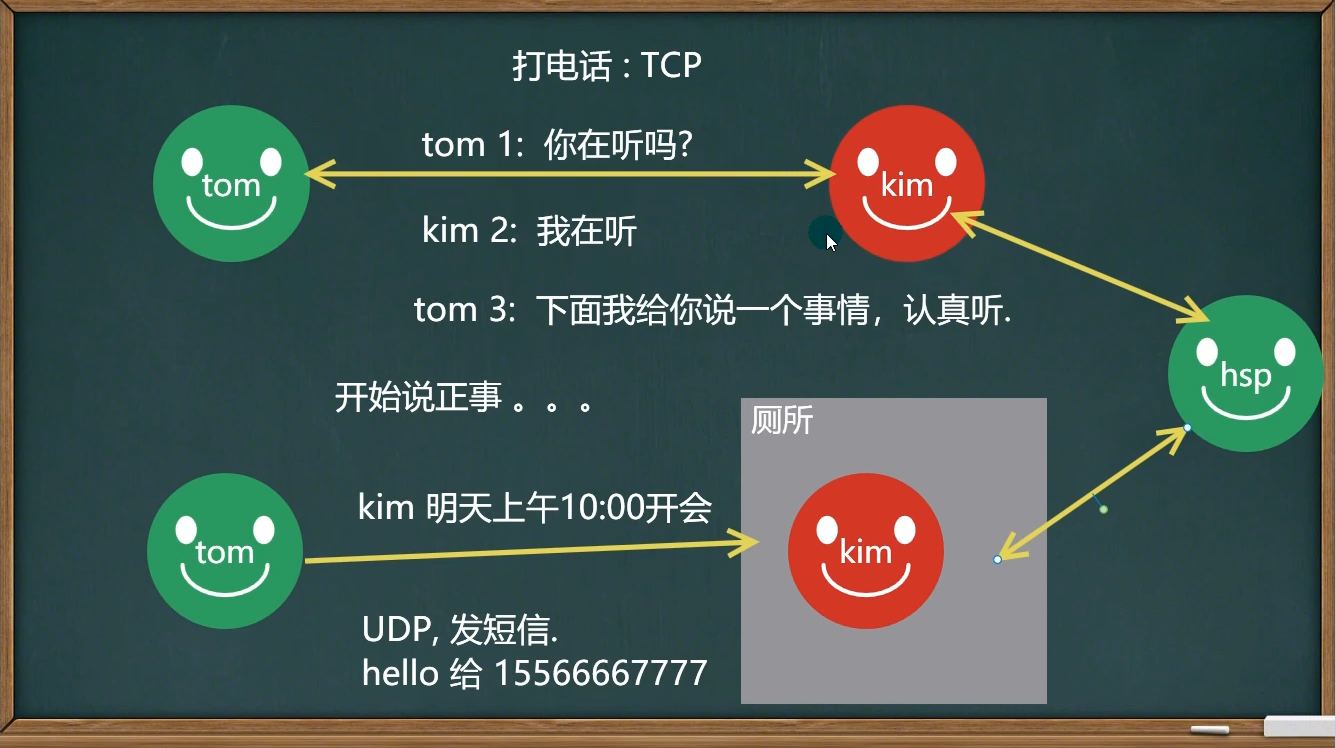 打电话 : TCP
tom 1: 你在听吗?
tom
kim
kim 2: 我在听
tom 3: 下面我给你说一个事情，认真听.
hsp
开始说正事 。。。
厕所
kim 明天上午10:00开会
tom
kim
UDP, 发短信.
hello 给 15566667777